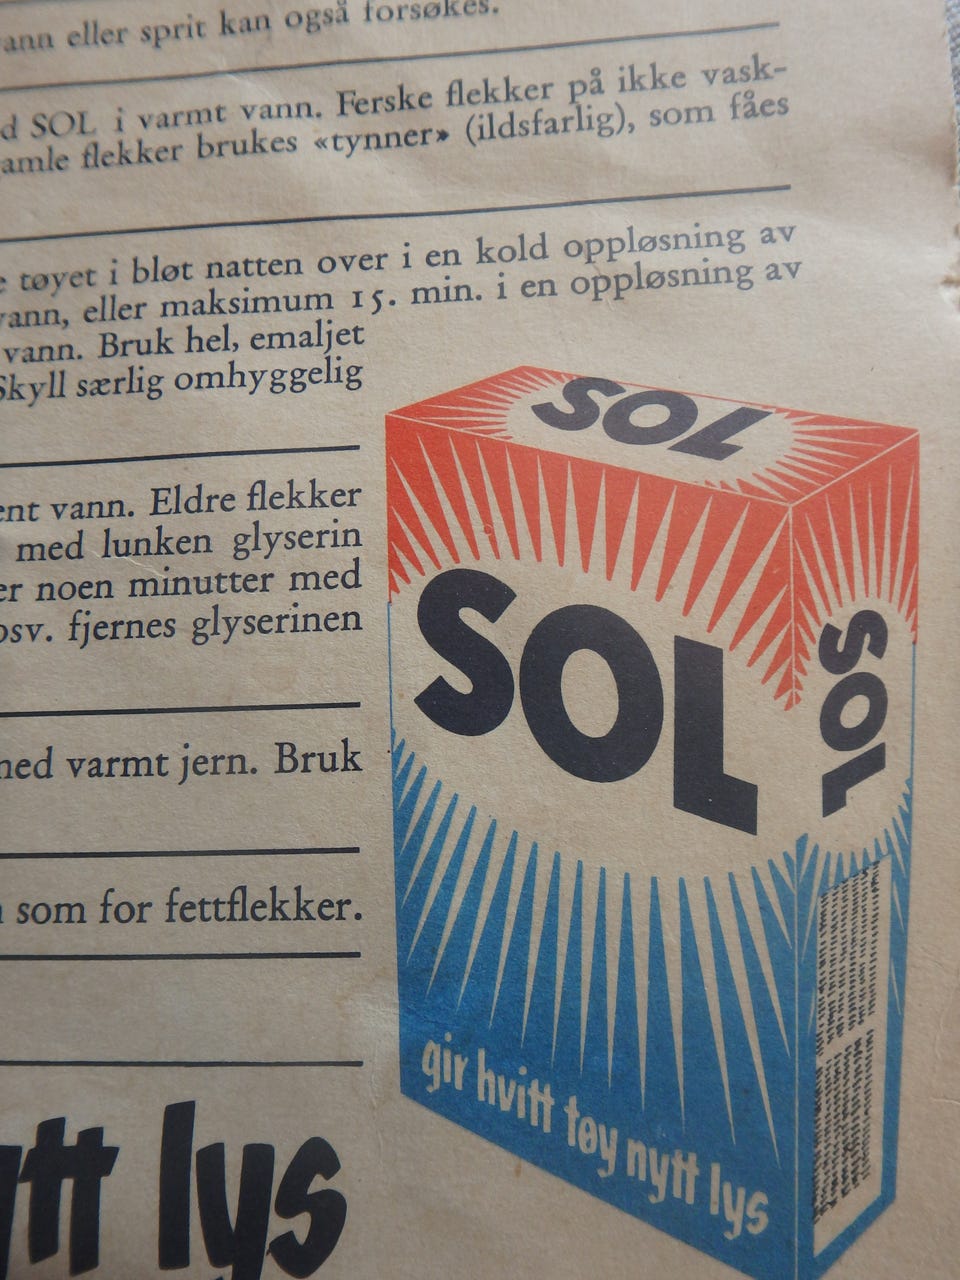 vann eller sprit kan også forsøkes.
d SOL i varmt vann. Ferske flekker på ikke vask-
amle flekker brukes «tynner» (ildsfarlig), som fåes
e tøyet i bløt natten over i en kold oppløsning av
vann, eller maksimum 15. min. i en oppløsning av
vann. Bruk hel, emaljet
Skyll særlig omhyggelig
ent vann. Eldre flekker
med lunken glyserin
er noen minutter med
osv. fjernes glyserinen
med varmt jern. Bruk
som for fettflekker.
SOL
SOL
SOL
gir hvitt tøy nytt lys
ytt lys